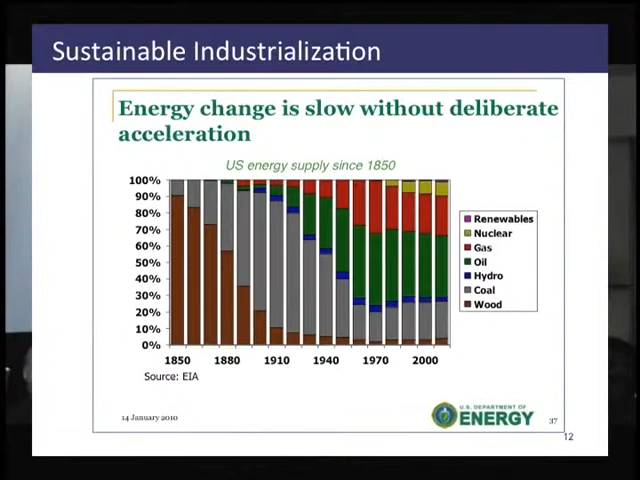 Sustainable Industrialization
Energy change is slow without deliberate
acceleration
US energy supply since 1850
100%
90%
80%
70%
60%
50%
40%
30%
20%
10%
0%
1850 1880 1910 1940 1970 2000
Renewables
Nuclear
Gas
Oil
Hydro
Coal
Wood
Source: EIA
14 January 2010
U.S. DEPARTMENT OF
ENERGY
37
12